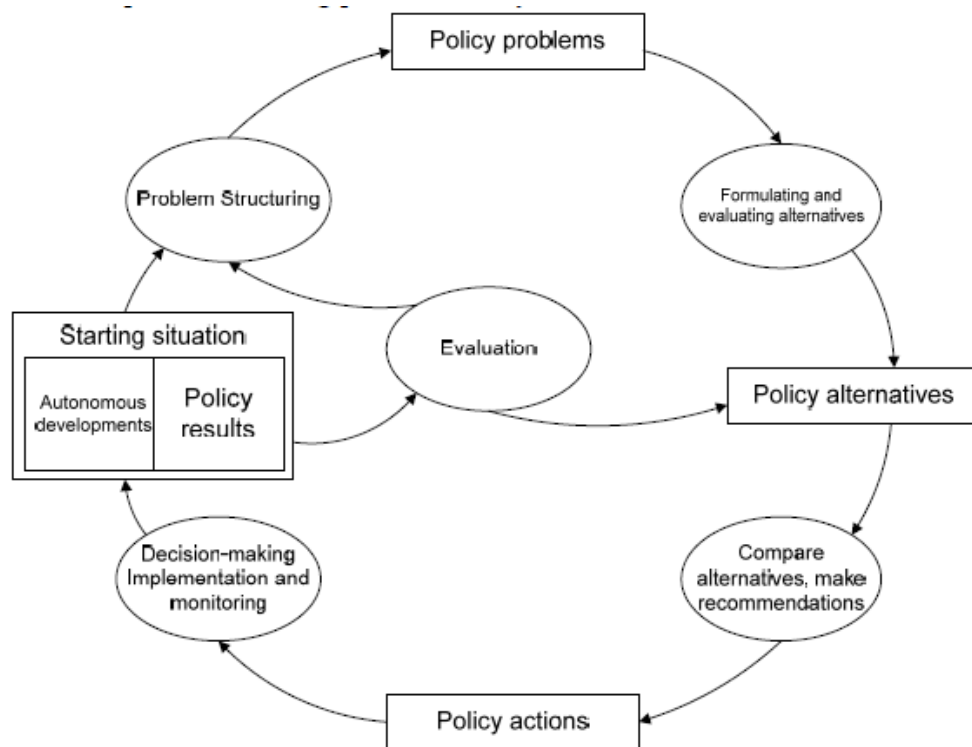 Policy problems
Problem Structuring
Formulating and
evaluating alternatives
Starting situation
Autonomous
developments
Policy
results
Evaluation
Policy alternatives
Decision-making
Implementation and
monitoring
Compare
alternatives, make
recommendations
Policy actions